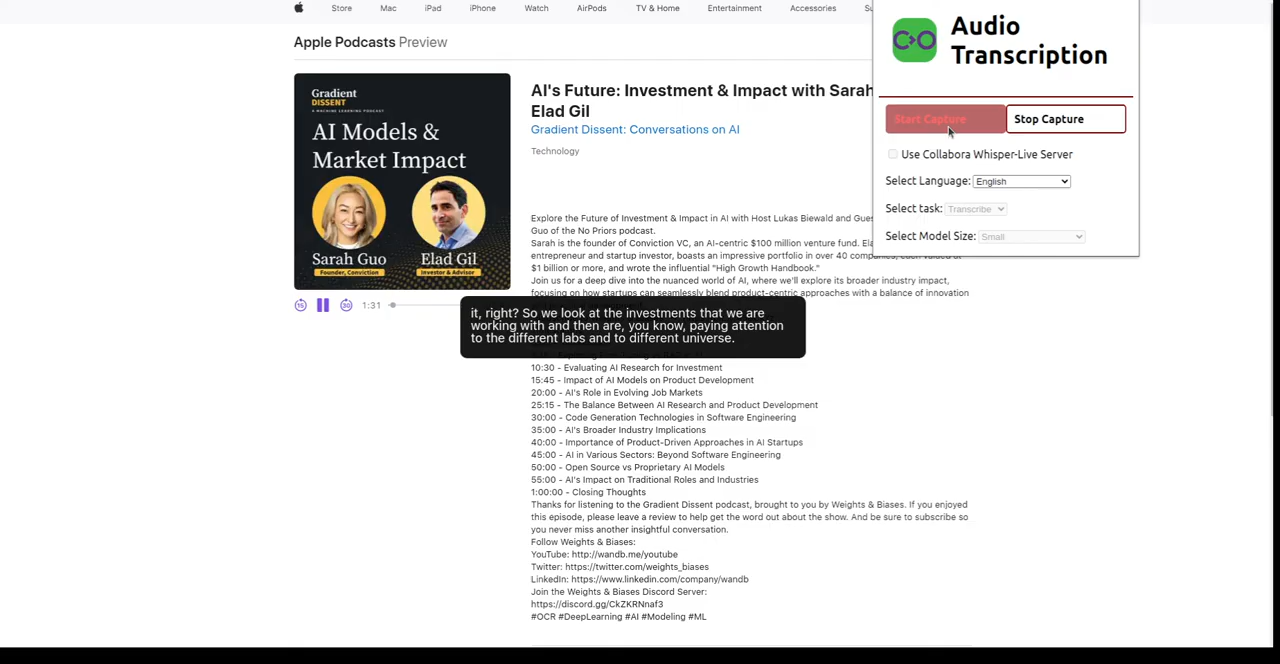 Store Mac iPad iPhone Watch AirPods TV & Home Entertainment Accessories
Apple Podcasts Preview
Gradient
DISSENT
A MACHINE LEARNING PODCAST
AI Models &
Market Impact
Sarah Guo
Founder, Conviction
Elad Gil
Investor & Advisor
15
30
1:31
AI's Future: Investment & Impact with Sarah
Elad Gil
Gradient Dissent: Conversations on AI
Technology
Explore the Future of Investment & Impact in AI with Host Lukas Biewald and
Guo of the No Priors podcast.
Sarah is the founder of Conviction VC, an AI-centric $100 million venture fund.
entrepreneur and startup investor, boasts an impressive portfolio in over 40 companies, each valued at
$1 billion or more, and wrote the influential "High Growth Handbook."
Join us for a deep dive into the nuanced world of AI, where we'll explore its broader industry impact,
focusing on how startups can seamlessly blend product-centric approaches with a balance of innovation
it, right? So we look at the investments that we are
working with and then are, you know, paying attention
to the different labs and to different universe.
10:30 - Evaluating AI Research for Investment
15:45 - Impact of AI Models on Product Development
20:00 - AI's Role in Evolving Job Markets
25:15 - The Balance Between AI Research and Product Development
30:00 - Code Generation Technologies in Software Engineering
35:00 - AI's Broader Industry Implications
40:00 - Importance of Product-Driven Approaches in AI Startups
45:00 - AI in Various Sectors: Beyond Software Engineering
50:00 - Open Source vs Proprietary AI Models
55:00 - AI's Impact on Traditional Roles and Industries
1:00:00 - Closing Thoughts
Thanks for listening to the Gradient Dissent podcast, brought to you by Weights & Biases. If you enjoyed
this episode, please leave a review to help get the word out about the show. And be sure to subscribe so
you never miss another insightful conversation.
Follow Weights & Biases:
YouTube: http://wandb.me/youtube
Twitter: https://twitter.com/weights_biases
LinkedIn: https://www.linkedin.com/company/wandb
Join the Weights & Biases Discord Server:
https://discord.gg/CkZKRNnaf3
#OCR #DeepLearning #AI #Modeling #ML
Audio
Transcription
Start Capture
Stop Capture
Use Collabora Whisper-Live Server
Select Language: English
Select task: Transcribe
Select Model Size: Small